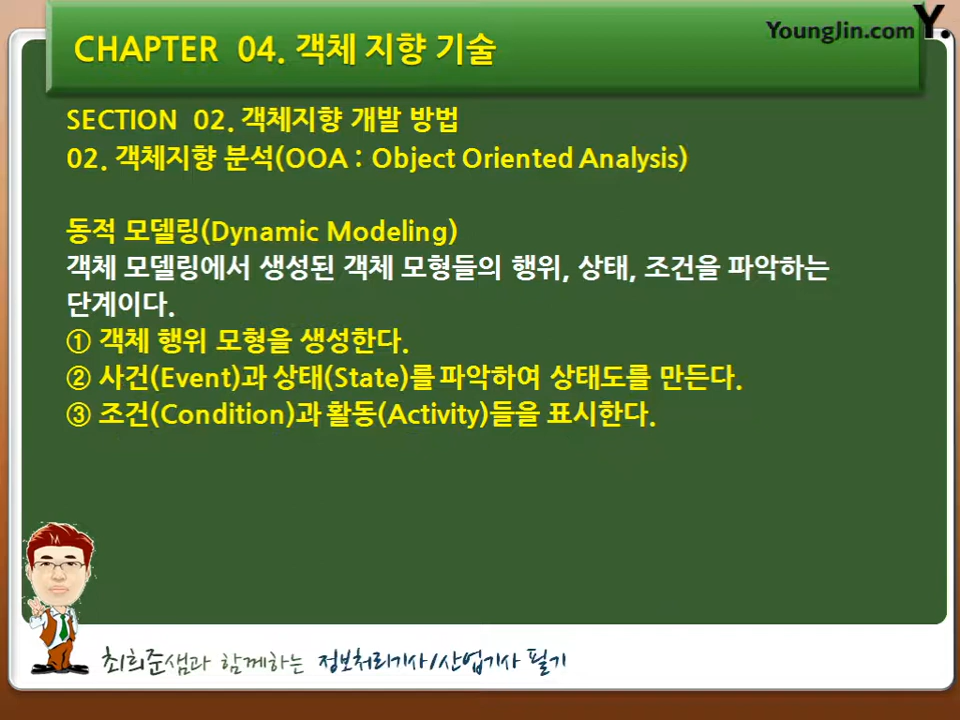 CHAPTER 04. 객체 지향 기술
YoungJin.com Y.
SECTION 02. 객체지향 개발 방법
02. 객체지향 분석(OOA : Object Oriented Analysis)
동적 모델링(Dynamic Modeling)
객체 모델링에서 생성된 객체 모형들의 행위, 상태, 조건을 파악하는
단계이다.
① 객체 행위 모형을 생성한다.
② 사건(Event)과 상태(State)를 파악하여 상태도를 만든다.
③ 조건(Condition)과 활동(Activity)들을 표시한다.
최희준샘과 함께하는 정보처리기사/산업기사 필기